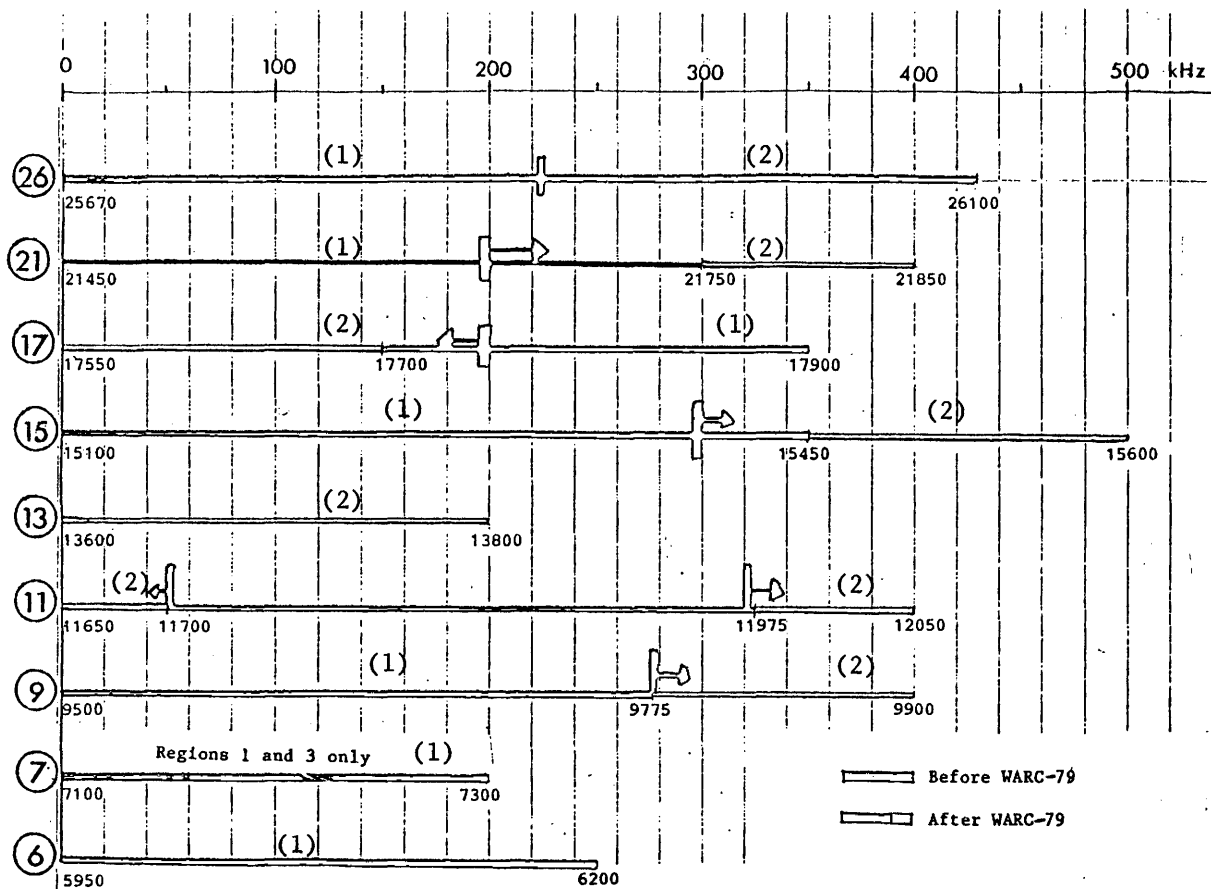 0 100 200 300 400 500 kHz
26 (1) (2)
25670 26100
21 (1) (2)
21450 21750 21850
17 (2) (1)
17550 17700 17900
15 (1) (2)
15100 15450 15600
13 (2)
13600 13800
11 (2) (2)
11650 11700 11975 12050
9 (1) (2)
9500 9775 9900
7 Regions 1 and 3 only (1)
7100 7300
Before WARC-79
After WARC-79
6 (1)
5950 6200